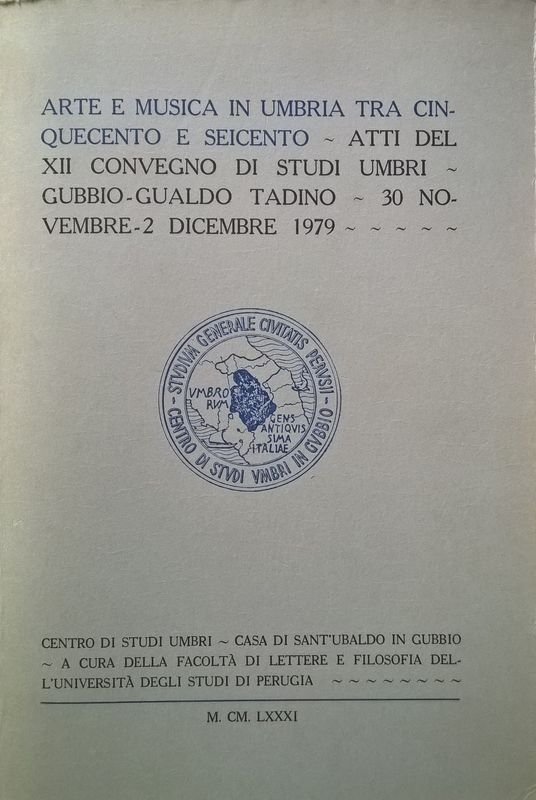 ARTE E MUSICA IN UMBRIA TRA CIN-
QUECENTO E SEICENTO ~ ATTI DEL
XII CONVEGNO DI STUDI UMBRI ~
GUBBIO-GUALDO TADINO ~ 30 NO-
VEMBRE-2 DICEMBRE 1979 ~ ~ ~ ~ ~
STVDIVM GENERALE CIVITATIS PERVSII
VMBRO
RVM
GENS
ANTIQVIS
SIMA
ITALIAE
CENTRO DI STVDI VMBRI IN GVBBIO
CENTRO DI STUDI UMBRI ~ CASA DI SANT'UBALDO IN GUBBIO
~ A CURA DELLA FACOLTÀ DI LETTERE E FILOSOFIA DEL-
L'UNIVERSITÀ DEGLI STUDI DI PERUGIA ~ ~ ~ ~ ~ ~ ~ ~
M. CM. LXXXI